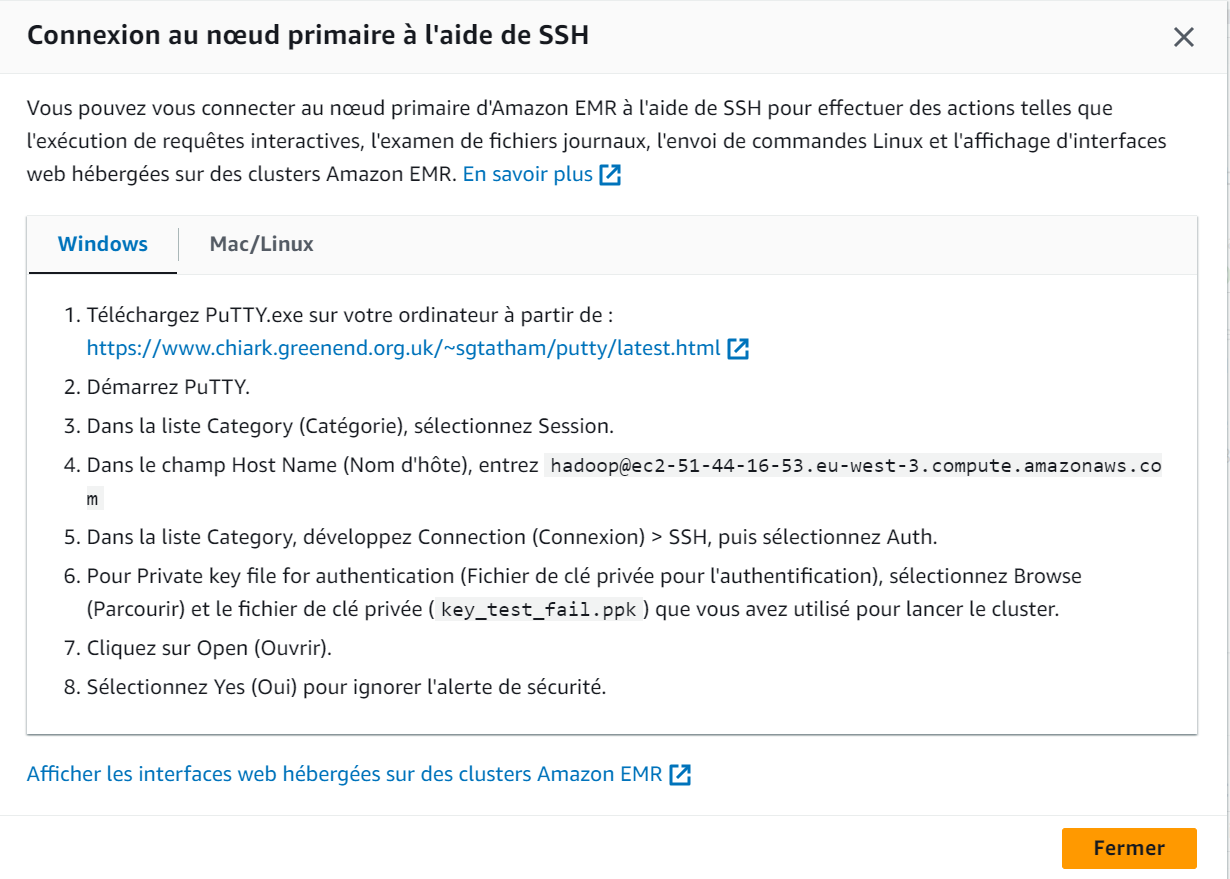 Connexion au nœud primaire à l'aide de SSH
Vous pouvez vous connecter au nœud primaire d'Amazon EMR à l'aide de SSH pour effectuer des actions telles que
l'exécution de requêtes interactives, l'examen de fichiers journaux, l'envoi de commandes Linux et l'affichage d'interfaces
web hébergées sur des clusters Amazon EMR. En savoir plus
Windows
Mac/Linux
1. Téléchargez PuTTY.exe sur votre ordinateur à partir de :
https://www.chiark.greenend.org.uk/~sgtatham/putty/latest.html
2. Démarrez PuTTY.
3. Dans la liste Category (Catégorie), sélectionnez Session.
4. Dans le champ Host Name (Nom d'hôte), entrez hadoop@ec2-51-44-16-53.eu-west-3.compute.amazonaws.co
m
5. Dans la liste Category, développez Connection (Connexion) > SSH, puis sélectionnez Auth.
6. Pour Private key file for authentication (Fichier de clé privée pour l'authentification), sélectionnez Browse
(Parcourir) et le fichier de clé privée ( key_test_fail.ppk ) que vous avez utilisé pour lancer le cluster.
7. Cliquez sur Open (Ouvrir).
8. Sélectionnez Yes (Oui) pour ignorer l'alerte de sécurité.
Afficher les interfaces web hébergées sur des clusters Amazon EMR
Fermer